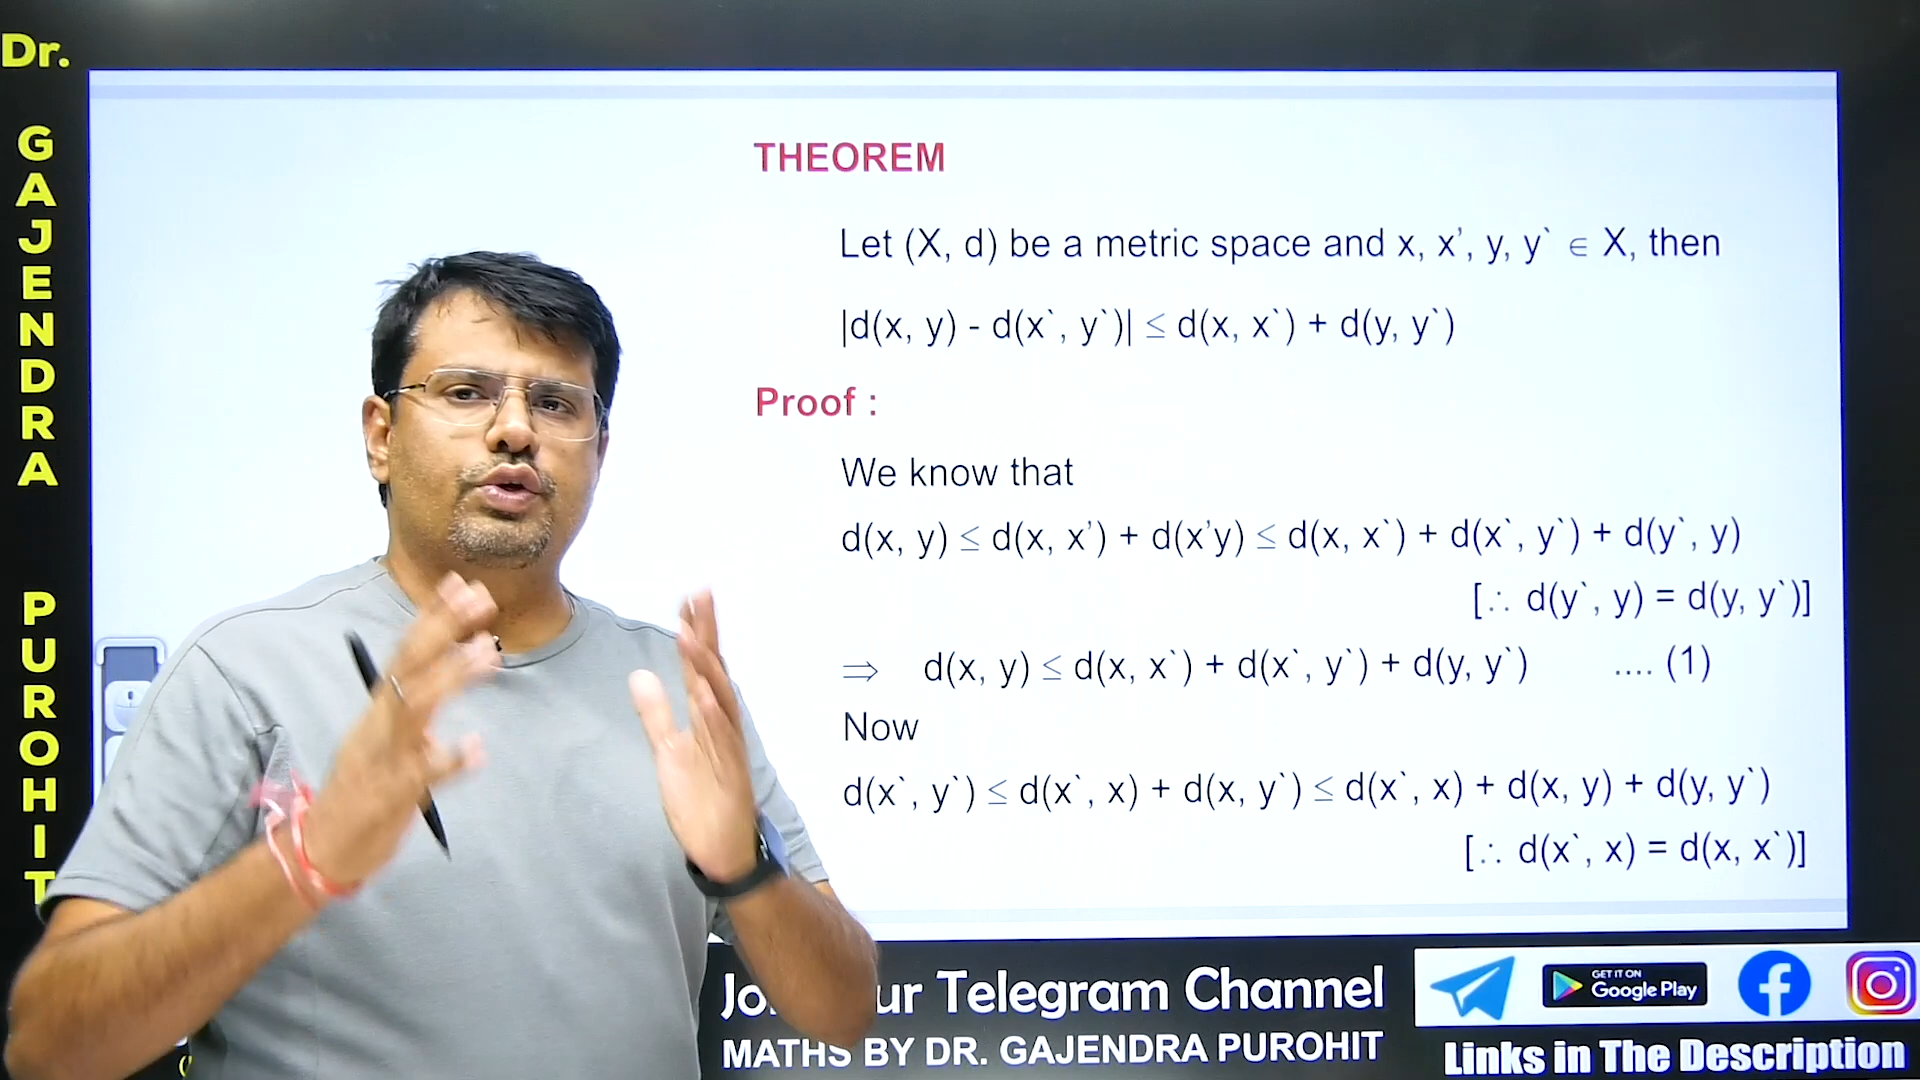 Dr.
GAJENDRA
PUROHIT
THEOREM
Let (X, d) be a metric space and x, x’, y, y` ∈ X, then
|d(x, y) - d(x`, y`)| ≤ d(x, x`) + d(y, y`)
Proof :
We know that
d(x, y) ≤ d(x, x’) + d(x’y) ≤ d(x, x`) + d(x`, y`) + d(y`, y)
[∴ d(y`, y) = d(y, y`)]
⇒ d(x, y) ≤ d(x, x`) + d(x`, y`) + d(y, y`) .... (1)
Now
d(x`, y`) ≤ d(x`, x) + d(x, y`) ≤ d(x`, x) + d(x, y) + d(y, y`)
[∴ d(x`, x) = d(x, x`)]
Telegram Channel
MATHS BY DR. GAJENDRA PUROHIT
GET IT ON
Google Play
Links in The Description